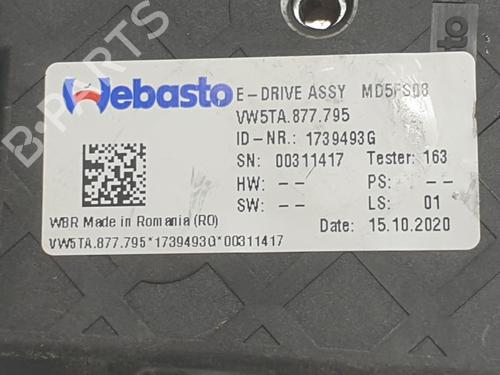 Webasto E-DRIVE ASSY MD5FS08
VW5TA.877.795
ID-NR.: 1739493G
SN: 00311417 Tester: 163
HW: -- PS: --
SW: -- LS: 01
WBR Made in Romania (RO) Date: 15.10.2020
VW5TA.877.795*1739493G*00311417
B-PARTS